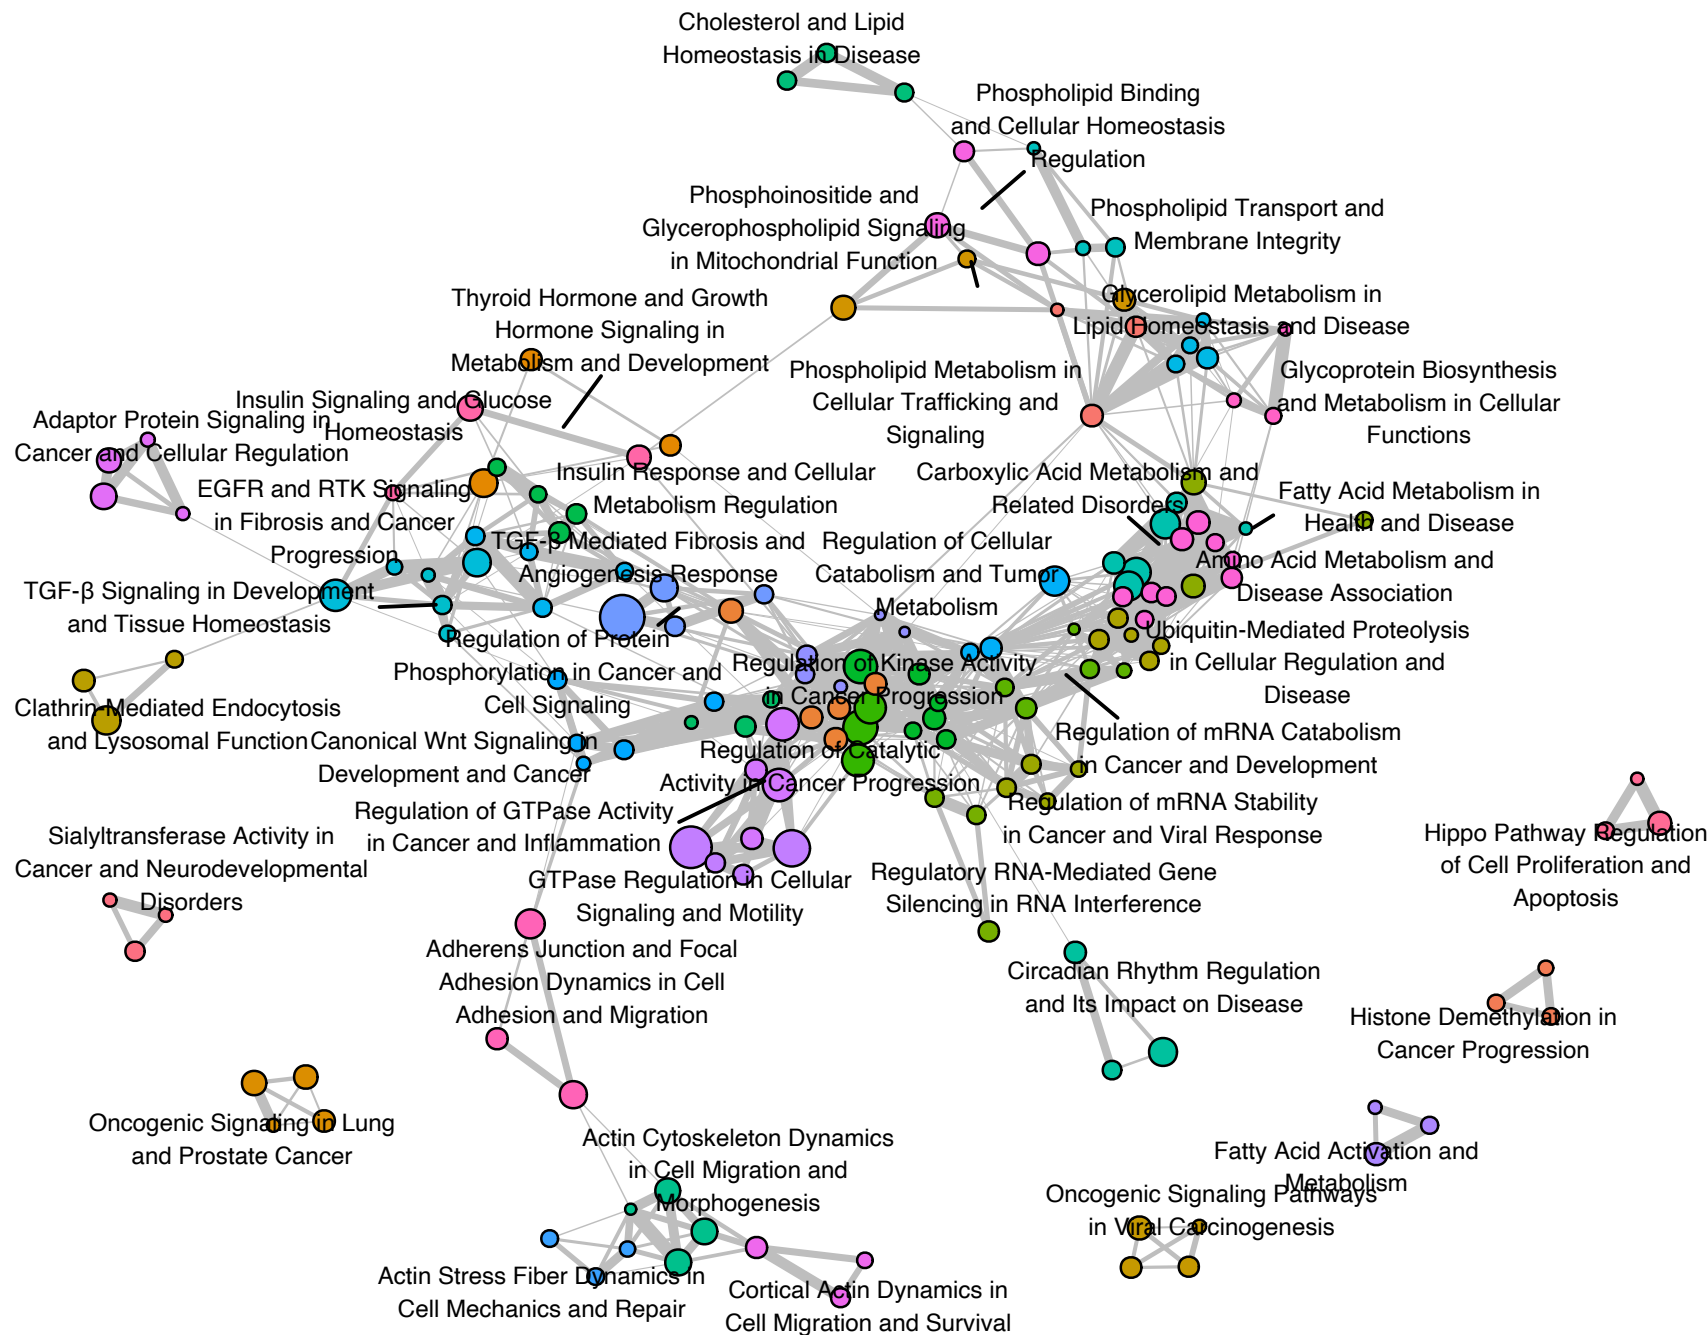 Cholesterol and Lipid
Homeostasis in Disease
Phospholipid Binding
and Cellular Homeostasis
Regulation
Phosphoinositide and
Glycerophospholipid Signaling
in Mitochondrial Function
Phospholipid Transport and
Membrane Integrity
Thyroid Hormone and Growth
Hormone Signaling in
Metabolism and Development
Glycerolipid Metabolism in
Lipid Homeostasis and Disease
Phospholipid Metabolism in
Cellular Trafficking and
Signaling
Glycoprotein Biosynthesis
and Metabolism in Cellular
Functions
Insulin Signaling and Glucose
Homeostasis
Adaptor Protein Signaling in
Cancer and Cellular Regulation
EGFR and RTK Signaling
in Fibrosis and Cancer
Progression
Insulin Response and Cellular
Metabolism Regulation
Carboxylic Acid Metabolism and
Related Disorders
Fatty Acid Metabolism in
Health and Disease
TGF-β Mediated Fibrosis and
Angiogenesis Response
Regulation of Cellular
Catabolism and Tumor
Metabolism
Amino Acid Metabolism and
Disease Association
TGF-β Signaling in Development
and Tissue Homeostasis
Regulation of Protein
Phosphorylation in Cancer and
Cell Signaling
Ubiquitin-Mediated Proteolysis
in Cellular Regulation and
Disease
Regulation of Kinase Activity
in Cancer Progression
Clathrin-Mediated Endocytosis
and Lysosomal Function
Canonical Wnt Signaling in
Development and Cancer
Regulation of Catalytic
Activity in Cancer Progression
Regulation of mRNA Catabolism
in Cancer and Development
Regulation of GTPase Activity
in Cancer and Inflammation
Regulation of mRNA Stability
in Cancer and Viral Response
Hippo Pathway Regulation
of Cell Proliferation and
Apoptosis
Sialyltransferase Activity in
Cancer and Neurodevelopmental
Disorders
GTPase Regulation in Cellular
Signaling and Motility
Regulatory RNA-Mediated Gene
Silencing in RNA Interference
Adherens Junction and Focal
Adhesion Dynamics in Cell
Adhesion and Migration
Circadian Rhythm Regulation
and Its Impact on Disease
Histone Demethylation in
Cancer Progression
Oncogenic Signaling in Lung
and Prostate Cancer
Actin Cytoskeleton Dynamics
in Cell Migration and
Morphogenesis
Fatty Acid Activation and
Metabolism
Oncogenic Signaling Pathways
in Viral Carcinogenesis
Actin Stress Fiber Dynamics in
Cell Mechanics and Repair
Cortical Actin Dynamics in
Cell Migration and Survival